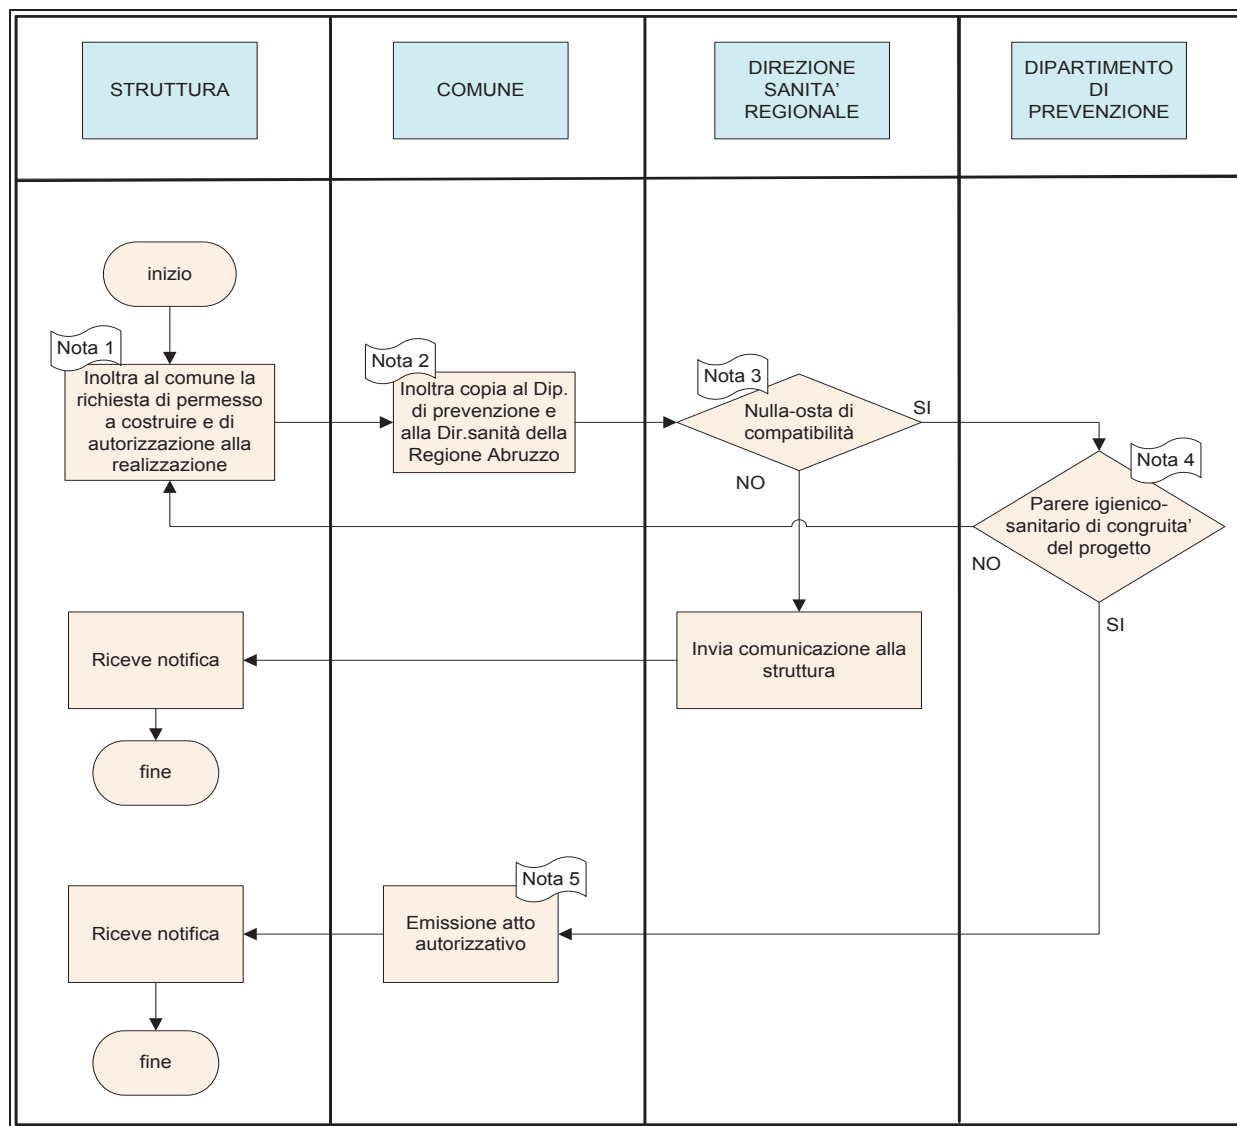 STRUTTURA
COMUNE
DIREZIONE
SANITA'
REGIONALE
DIPARTIMENTO
DI
PREVENZIONE
inizio
Nota 1
Inoltra al comune la
richiesta di permesso
a costruire e di
autorizzazione alla
realizzazione
Nota 2
Inoltra copia al Dip.
di prevenzione e
alla Dir.sanità della
Regione Abruzzo
Nota 3
Nulla-osta di
compatibilità
SI
NO
Nota 4
Parere igienico-
sanitario di congruita'
del progetto
NO
SI
Riceve notifica
Invia comunicazione alla
struttura
fine
Riceve notifica
Nota 5
Emissione atto
autorizzativo
fine